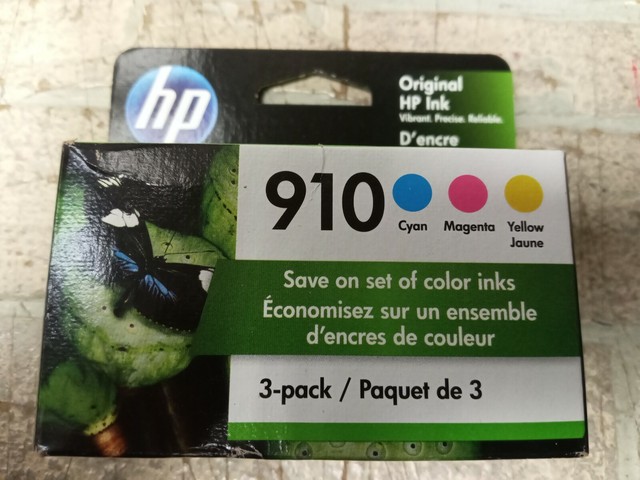 hp
Original
HP Ink
Vibrant. Precise. Reliable.
D'encre
910
Cyan
Magenta
Yellow
Jaune
Save on set of color inks
Économisez sur un ensemble
d'encres de couleur
3-pack / Paquet de 3